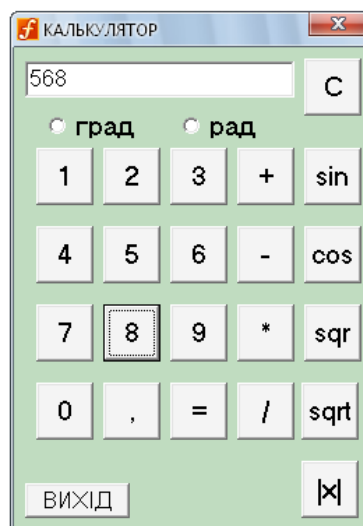 КАЛЬКУЛЯТОР
568
C
град рад
1 2 3 + sin
4 5 6 - cos
7 8 9 * sqr
0 , = / sqrt
ВИХІД |x|